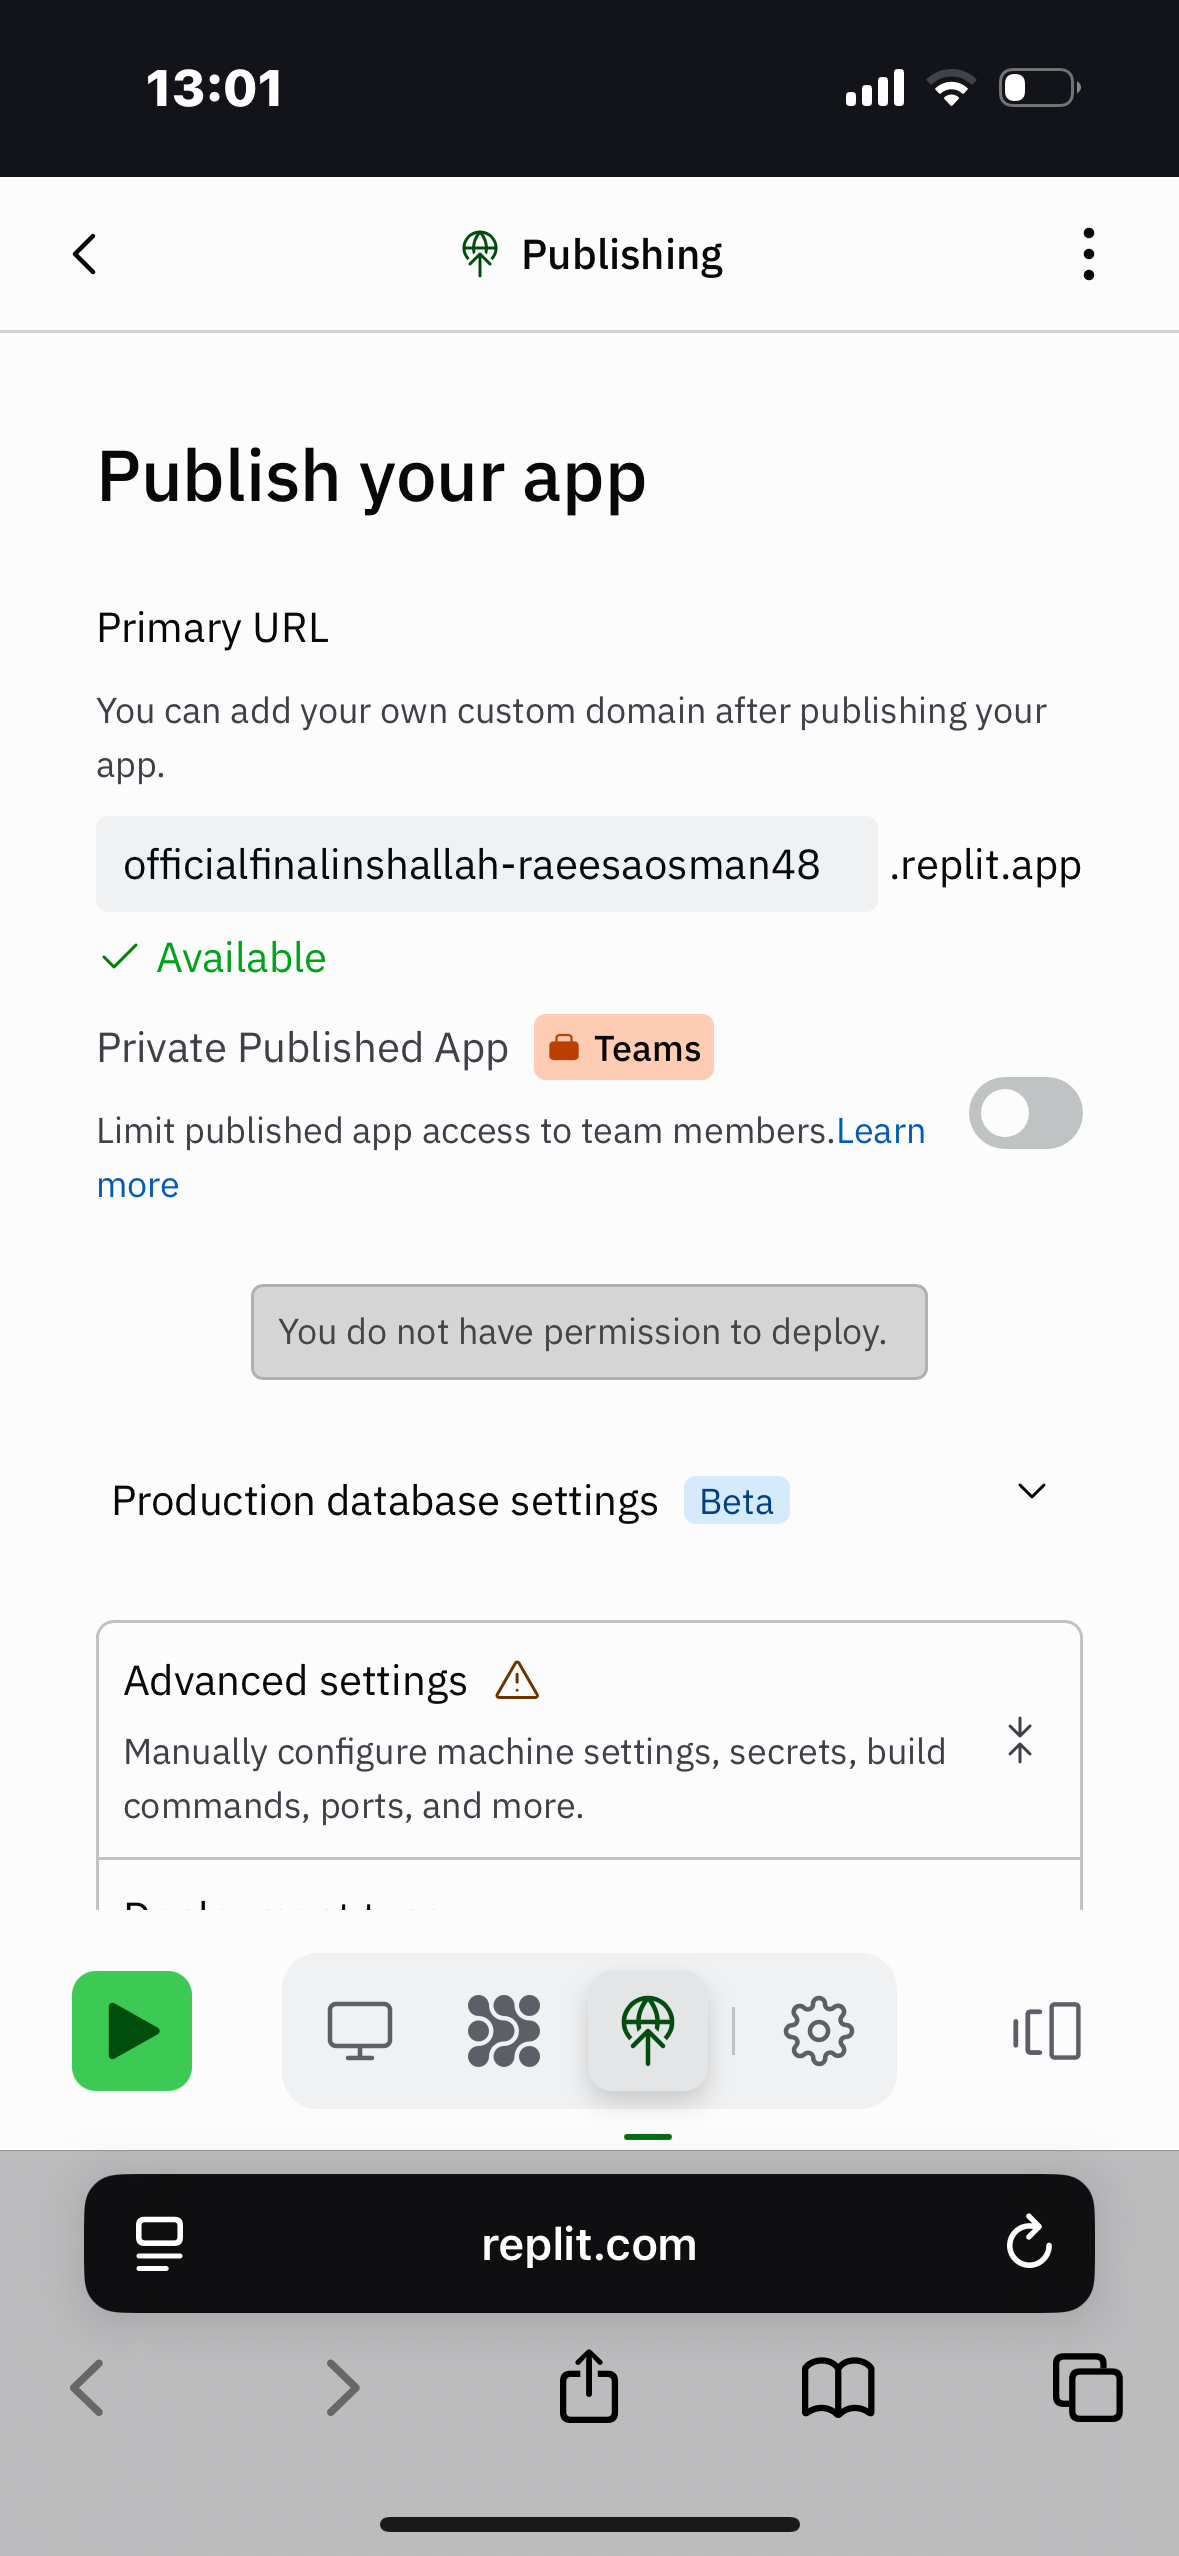 13:01
Publishing
Publish your app
Primary URL
You can add your own custom domain after publishing your
app.
officialfinalinshallah-raeesaosman48 .replit.app
Available
Private Published App Teams
Limit published app access to team members.Learn
more
You do not have permission to deploy.
Production database settings Beta
Advanced settings
Manually configure machine settings, secrets, build
commands, ports, and more.
replit.com